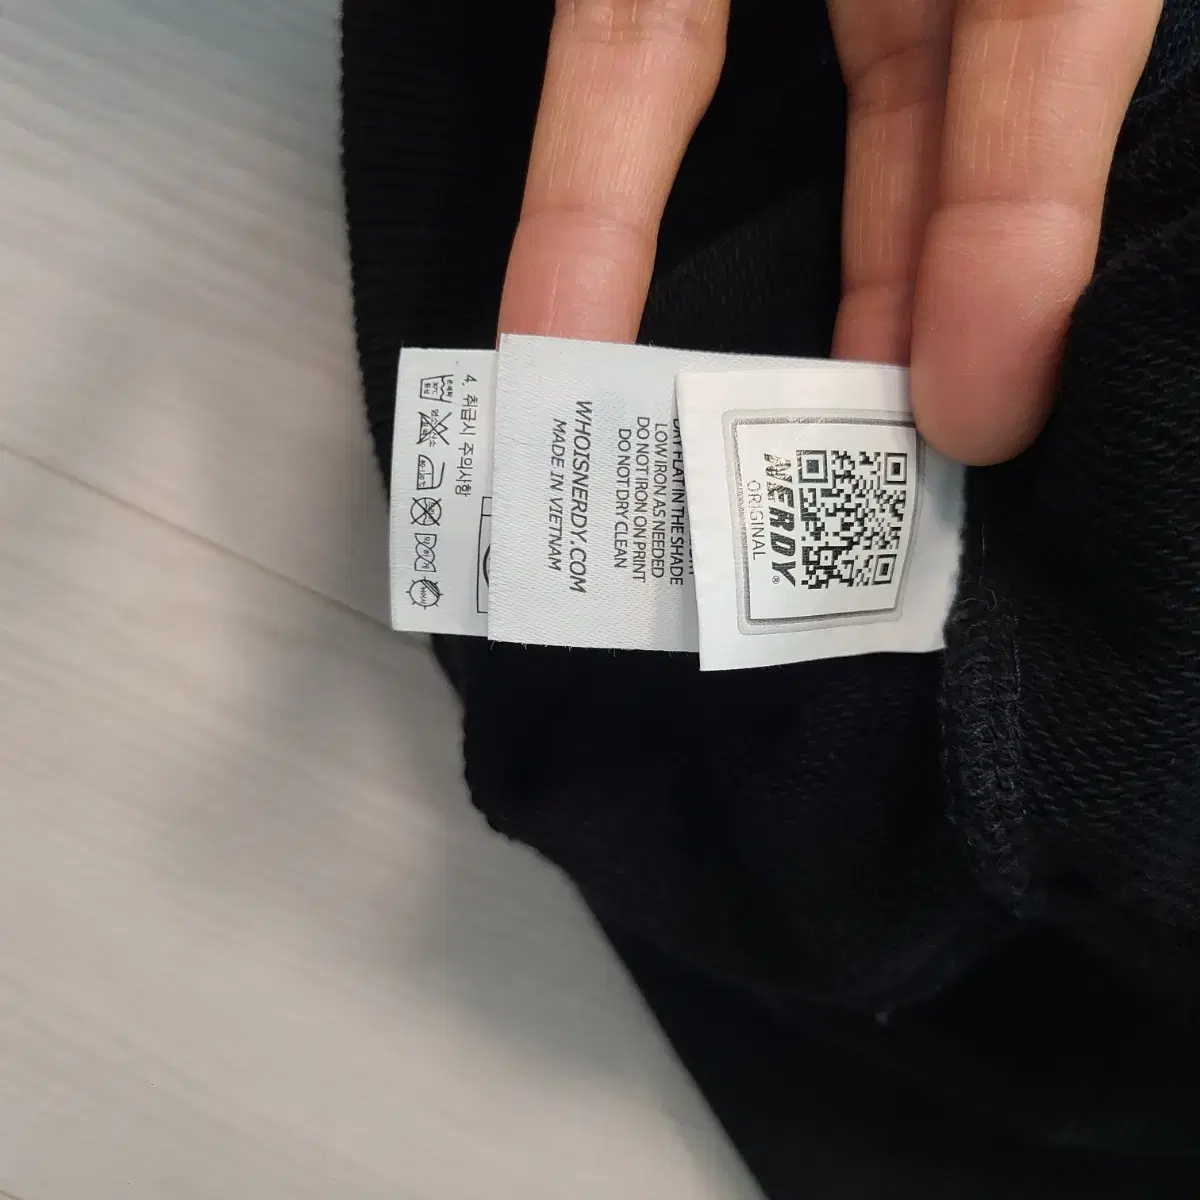 4. 취급시 주의사항
DRY FLAT IN THE SHADE
LOW IRON AS NEEDED
DO NOT IRON ON PRINT
DO NOT DRY CLEAN
WHOISNERDY.COM
MADE IN VIETNAM
NERDY®
ORIGINAL